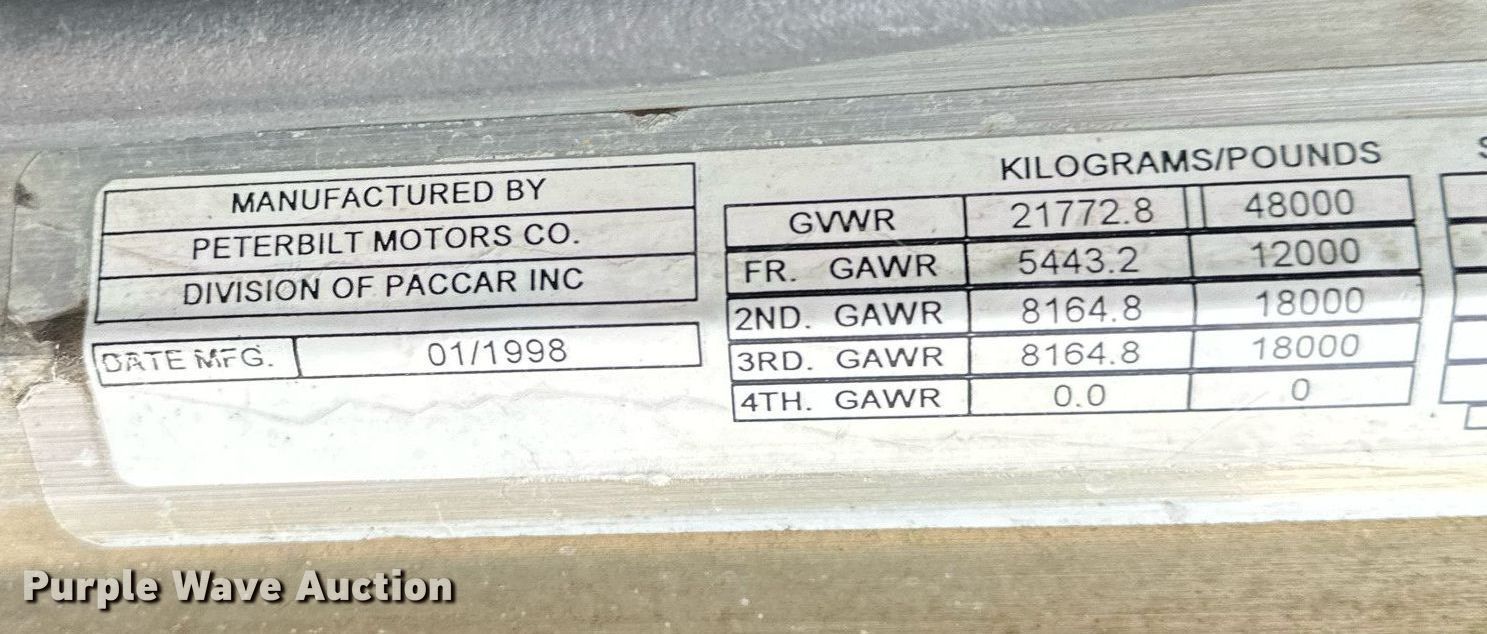 MANUFACTURED BY
PETERBILT MOTORS CO.
DIVISION OF PACCAR INC
DATE MFG. 01/1998
KILOGRAMS/POUNDS
GVWR 21772.8 48000
FR. GAWR 5443.2 12000
2ND. GAWR 8164.8 18000
3RD. GAWR 8164.8 18000
4TH. GAWR 0.0 0
Purple Wave Auction